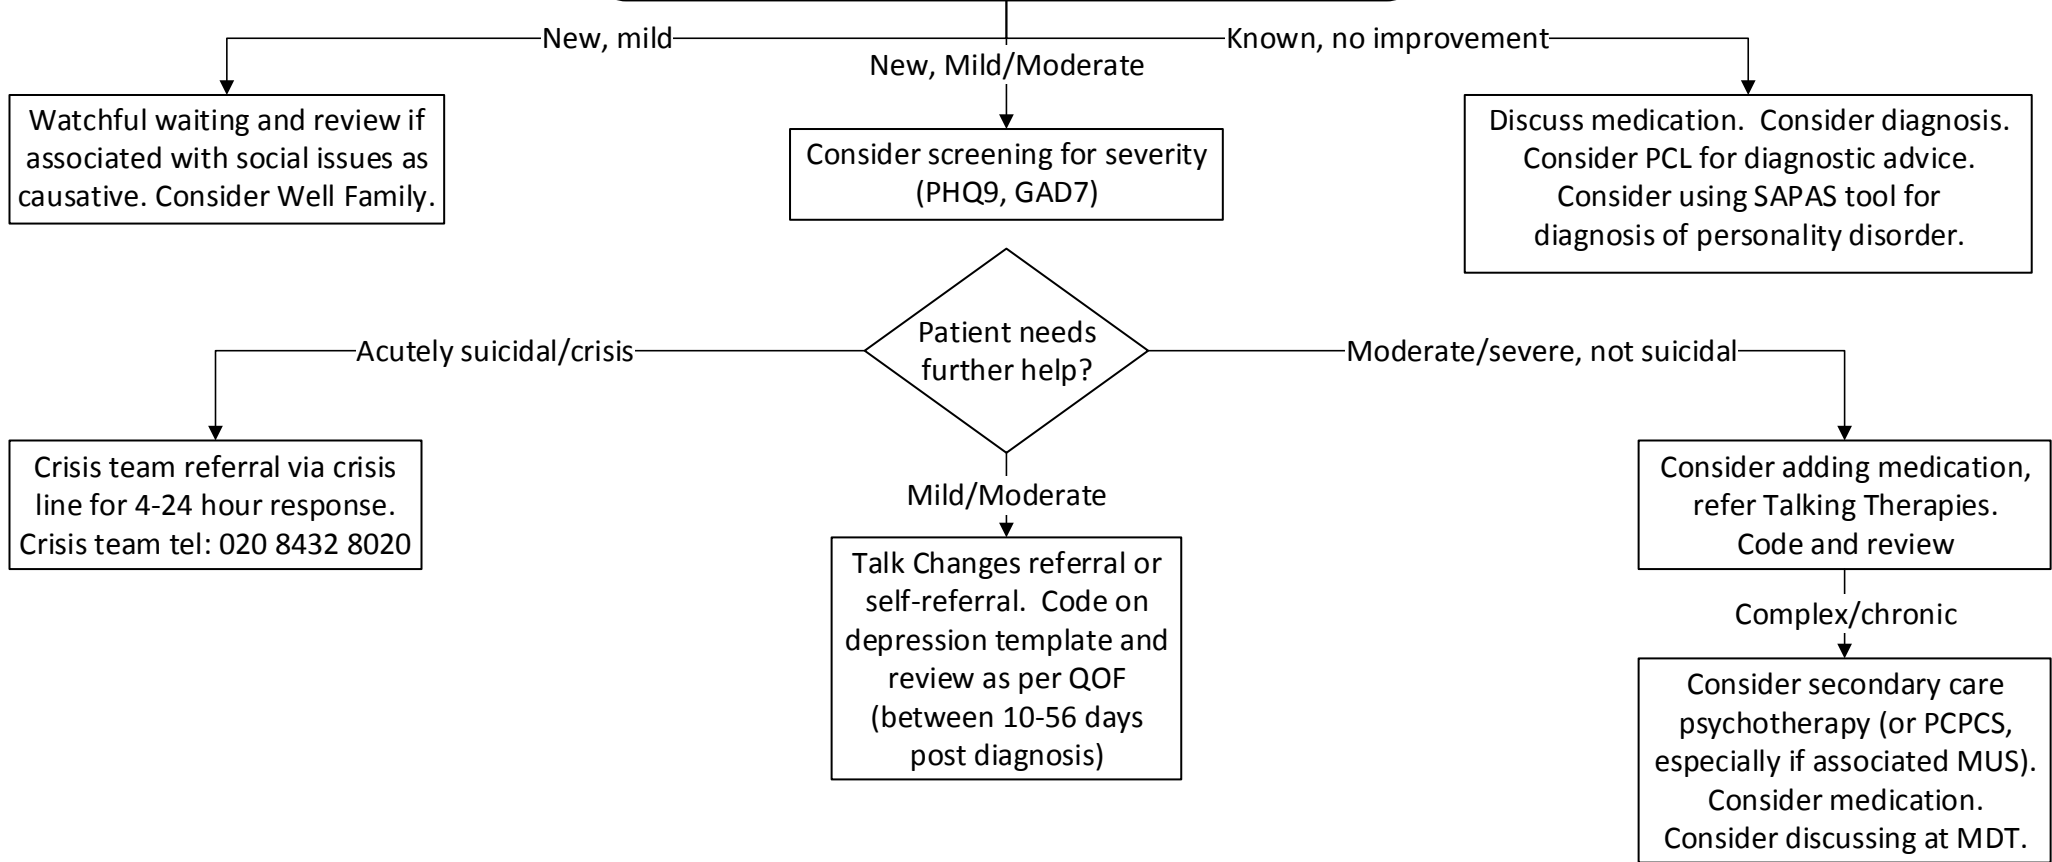 New, mild
New, Mild/Moderate
Known, no improvement
Watchful waiting and review if
associated with social issues as
causative. Consider Well Family.
Consider screening for severity
(PHQ9, GAD7)
Discuss medication.  Consider diagnosis.
Consider PCL for diagnostic advice.
Consider using SAPAS tool for
diagnosis of personality disorder.
Patient needs
further help?
Acutely suicidal/crisis
Moderate/severe, not suicidal
Crisis team referral via crisis
line for 4-24 hour response.
Crisis team tel: 020 8432 8020
Mild/Moderate
Talk Changes referral or
self-referral.  Code on
depression template and
review as per QOF
(between 10-56 days
post diagnosis)
Consider adding medication,
refer Talking Therapies.
Code and review
Complex/chronic
Consider secondary care
psychotherapy (or PCPCS,
especially if associated MUS).
Consider medication.
Consider discussing at MDT.